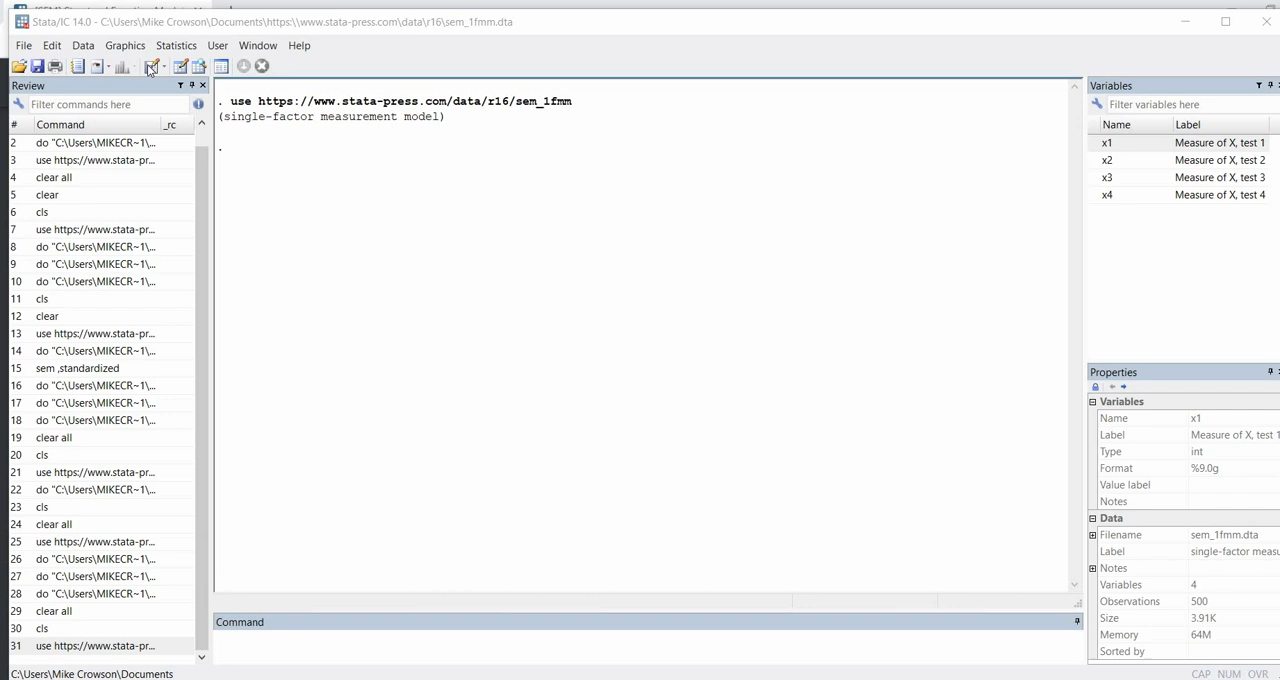 Stata/IC 14.0 - C:\Users\Mike Crowson\Documents\https:\\www.stata-press.com\data\r16\sem_1fmm.dta
File Edit Data Graphics Statistics User Window Help
Review
Filter commands here
# Command _rc
2 do "C:\Users\MIKECR~1\...
3 use https://www.stata-pr...
4 clear all
5 clear
6 cls
7 use https://www.stata-pr...
8 do "C:\Users\MIKECR~1\...
9 do "C:\Users\MIKECR~1\...
10 do "C:\Users\MIKECR~1\...
11 cls
12 clear
13 use https://www.stata-pr...
14 do "C:\Users\MIKECR~1\...
15 sem ,standardized
16 do "C:\Users\MIKECR~1\...
17 do "C:\Users\MIKECR~1\...
18 do "C:\Users\MIKECR~1\...
19 clear all
20 cls
21 use https://www.stata-pr...
22 do "C:\Users\MIKECR~1\...
23 cls
24 clear all
25 use https://www.stata-pr...
26 do "C:\Users\MIKECR~1\...
27 do "C:\Users\MIKECR~1\...
28 do "C:\Users\MIKECR~1\...
29 clear all
30 cls
31 use https://www.stata-pr...
. use https://www.stata-press.com/data/r16/sem_1fmm
(single-factor measurement model)
.
Command
Variables
Filter variables here
Name Label
x1 Measure of X, test 1
x2 Measure of X, test 2
x3 Measure of X, test 3
x4 Measure of X, test 4
Properties
Variables
Name x1
Label Measure of X, test 1
Type int
Format %9.0g
Value label
Notes
Data
Filename sem_1fmm.dta
Label single-factor measu
Notes
Variables 4
Observations 500
Size 3.91K
Memory 64M
Sorted by
C:\Users\Mike Crowson\Documents
CAP NUM OVR